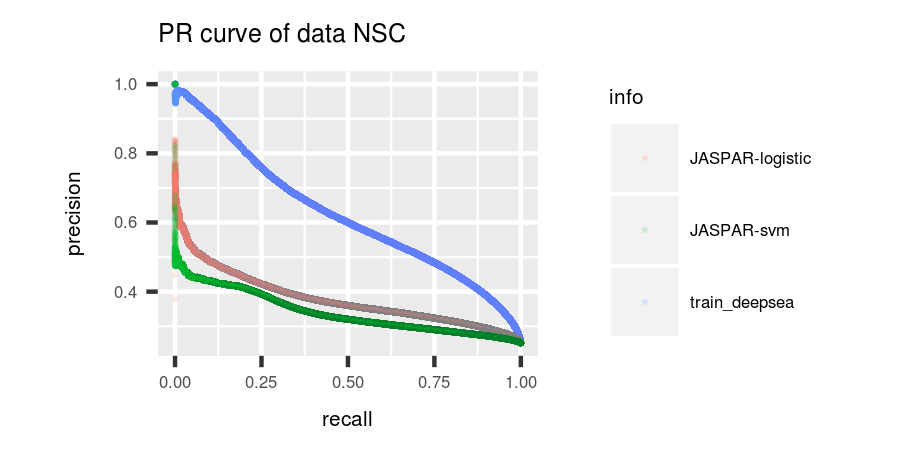 PR curve of data NSC
1.0
0.8
0.6
0.4
precision
0.00 0.25 0.50 0.75 1.00
recall
info
JASPAR-logistic
JASPAR-svm
train_deepsea